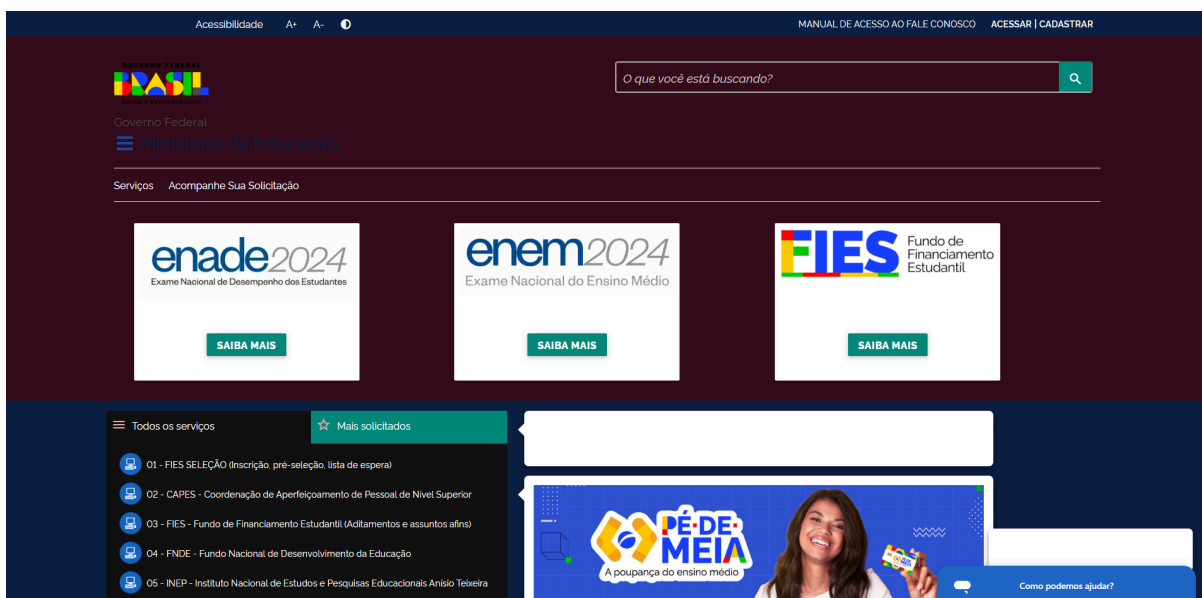 Acessibilidade A+ A- MANUAL DE ACESSO AO FALE CONOSCO ACESSAR | CADASTRAR
GOVERNO FEDERAL
BRASIL
UNIÃO E RECONSTRUÇÃO
O que você está buscando?
Governo Federal
Ministério da Educação
Serviços Acompanhe Sua Solicitação
enade2024
Exame Nacional de Desempenho dos Estudantes
SAIBA MAIS
enem2024
Exame Nacional do Ensino Médio
SAIBA MAIS
FIES
Fundo de
Financiamento
Estudantil
SAIBA MAIS
Todos os serviços
Mais solicitados
01 - FIES SELEÇÃO (Inscrição, pré-seleção, lista de espera)
02 - CAPES - Coordenação de Aperfeiçoamento de Pessoal de Nível Superior
03 - FIES - Fundo de Financiamento Estudantil (Aditamentos e assuntos afins)
04 - FNDE - Fundo Nacional de Desenvolvimento da Educação
05 - INEP - Instituto Nacional de Estudos e Pesquisas Educacionais Anísio Teixeira
PÉ-DE-
MEIA
A poupança do ensino médio
Como podemos ajudar?